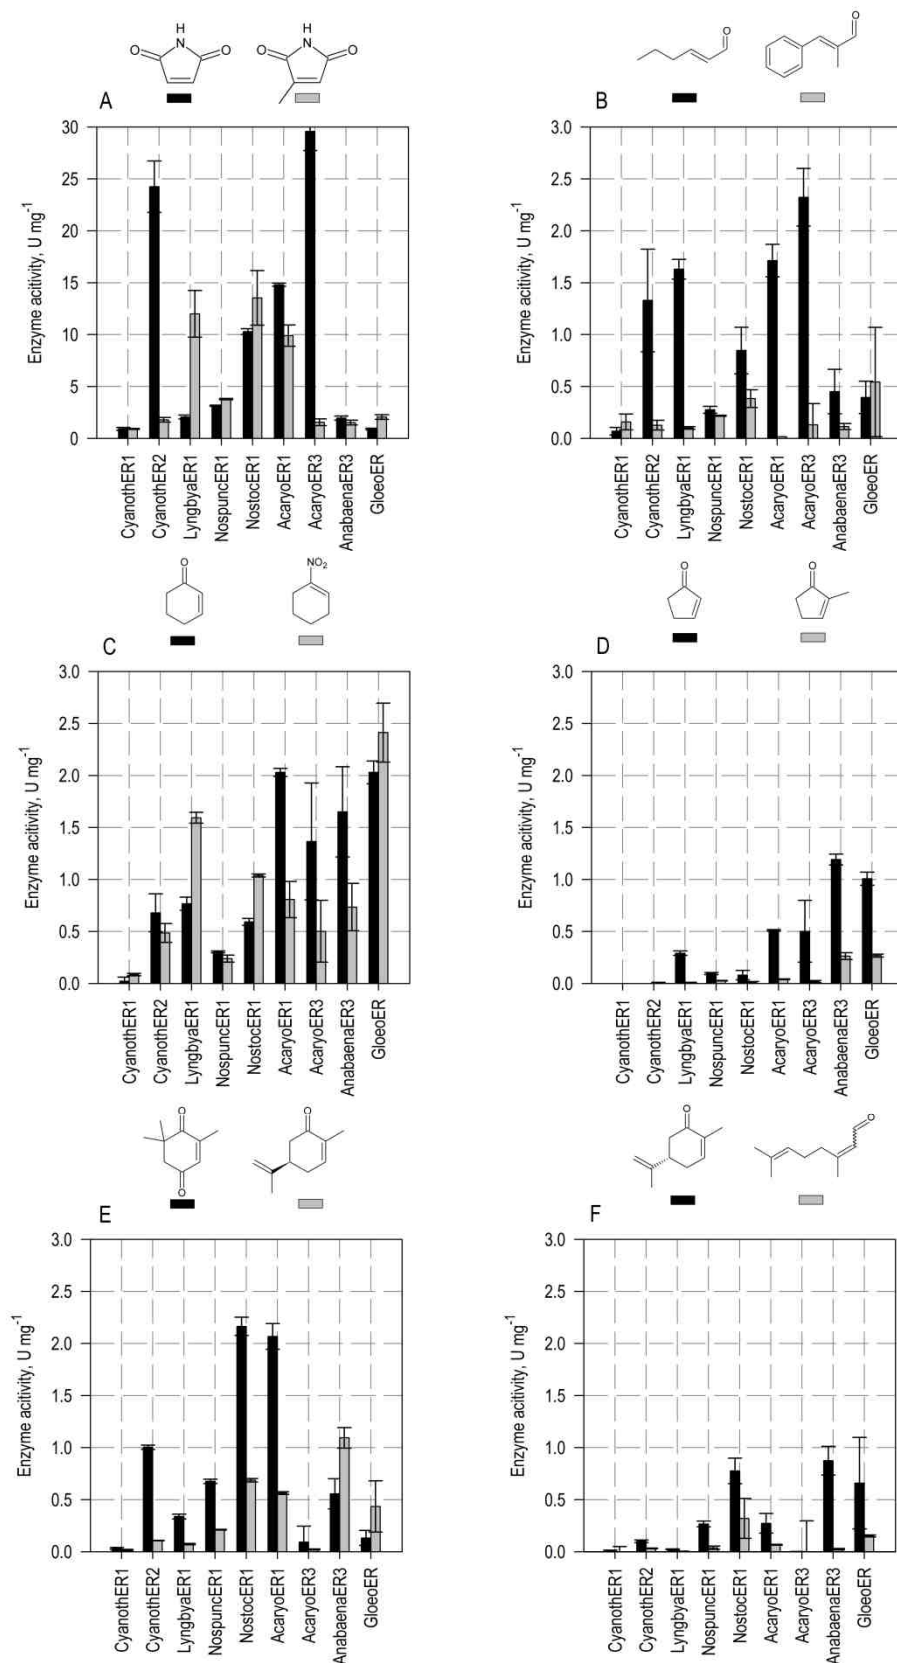 H
N
O
O
H
N
O
O
A
Enzyme acitivity, U mg-1
30
25
20
15
10
5
0
CyanothER1
CyanothER2
LyngbyaER1
NospuncER1
NostocER1
AcaryoER1
AcaryoER3
AnabaenaER3
GloeoER
O
O
B
Enzyme acitivity, U mg-1
3.0
2.5
2.0
1.5
1.0
0.5
0.0
CyanothER1
CyanothER2
LyngbyaER1
NospuncER1
NostocER1
AcaryoER1
AcaryoER3
AnabaenaER3
GloeoER
O
NO2
C
Enzyme acitivity, U mg-1
3.0
2.5
2.0
1.5
1.0
0.5
0.0
CyanothER1
CyanothER2
LyngbyaER1
NospuncER1
NostocER1
AcaryoER1
AcaryoER3
AnabaenaER3
GloeoER
O
O
D
Enzyme acitivity, U mg-1
3.0
2.5
2.0
1.5
1.0
0.5
0.0
CyanothER1
CyanothER2
LyngbyaER1
NospuncER1
NostocER1
AcaryoER1
AcaryoER3
AnabaenaER3
GloeoER
O
O
O
E
Enzyme acitivity, U mg-1
3.0
2.5
2.0
1.5
1.0
0.5
0.0
CyanothER1
CyanothER2
LyngbyaER1
NospuncER1
NostocER1
AcaryoER1
AcaryoER3
AnabaenaER3
GloeoER
O
O
F
Enzyme acitivity, U mg-1
3.0
2.5
2.0
1.5
1.0
0.5
0.0
CyanothER1
CyanothER2
LyngbyaER1
NospuncER1
NostocER1
AcaryoER1
AcaryoER3
AnabaenaER3
GloeoER